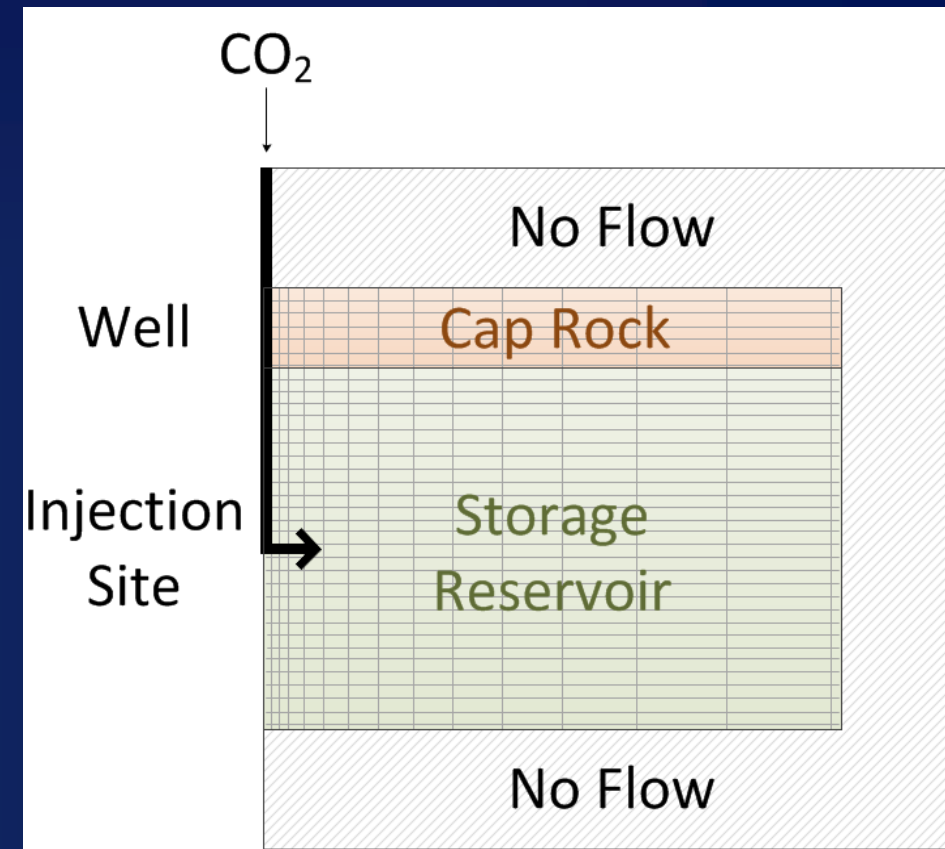 CO₂
No Flow
Well
Cap Rock
Injection
Site
Storage
Reservoir
No Flow